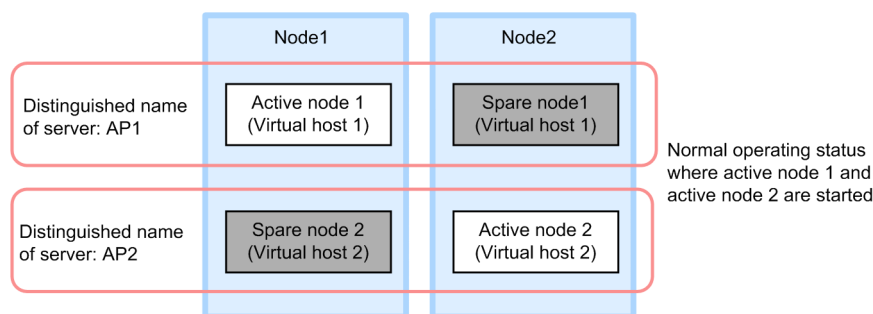 Node1
Node2
Distinguished name
of server: AP1
Active node 1
(Virtual host 1)
Spare node1
(Virtual host 1)
Normal operating status
where active node 1 and
active node 2 are started
Distinguished name
of server: AP2
Spare node 2
(Virtual host 2)
Active node 2
(Virtual host 2)